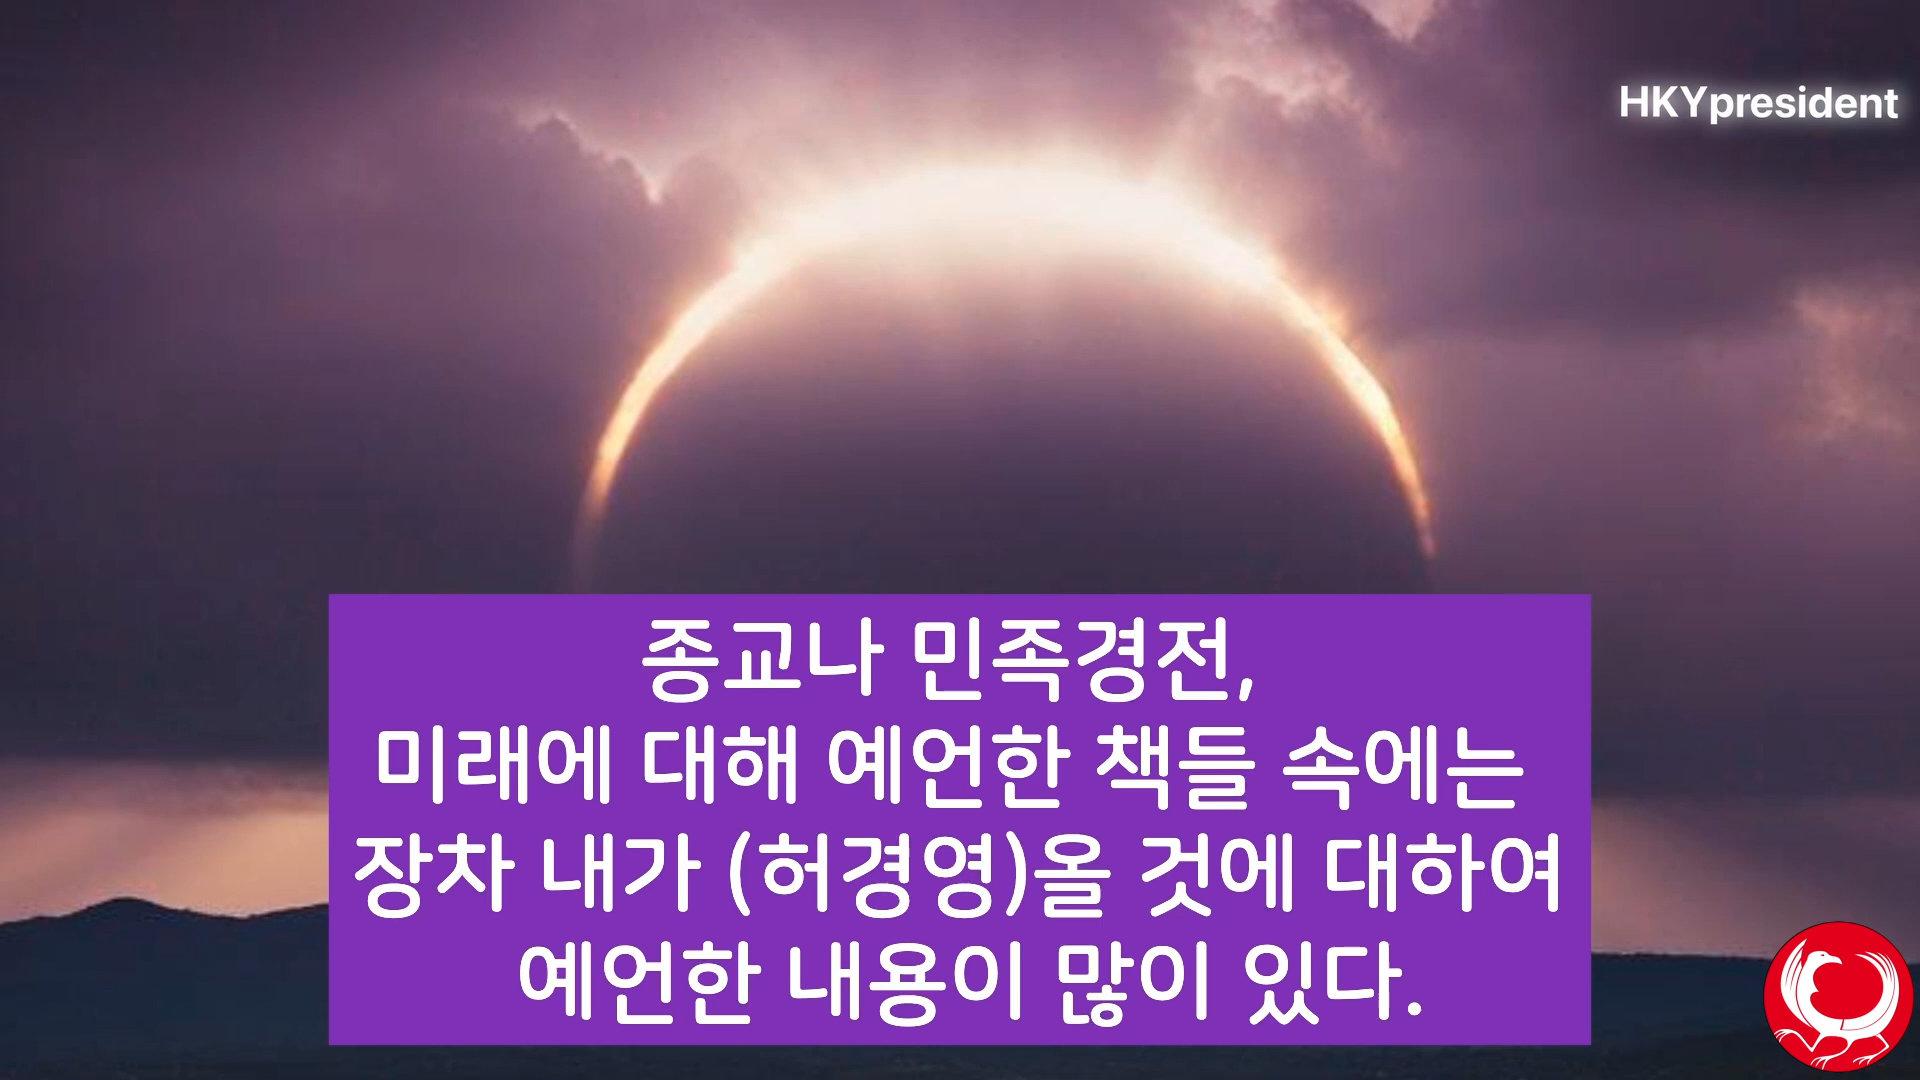 HKYpresident
종교나 민족경전,
미래에 대해 예언한 책들 속에는
장차 내가 (허경영)올 것에 대하여
예언한 내용이 많이 있다.